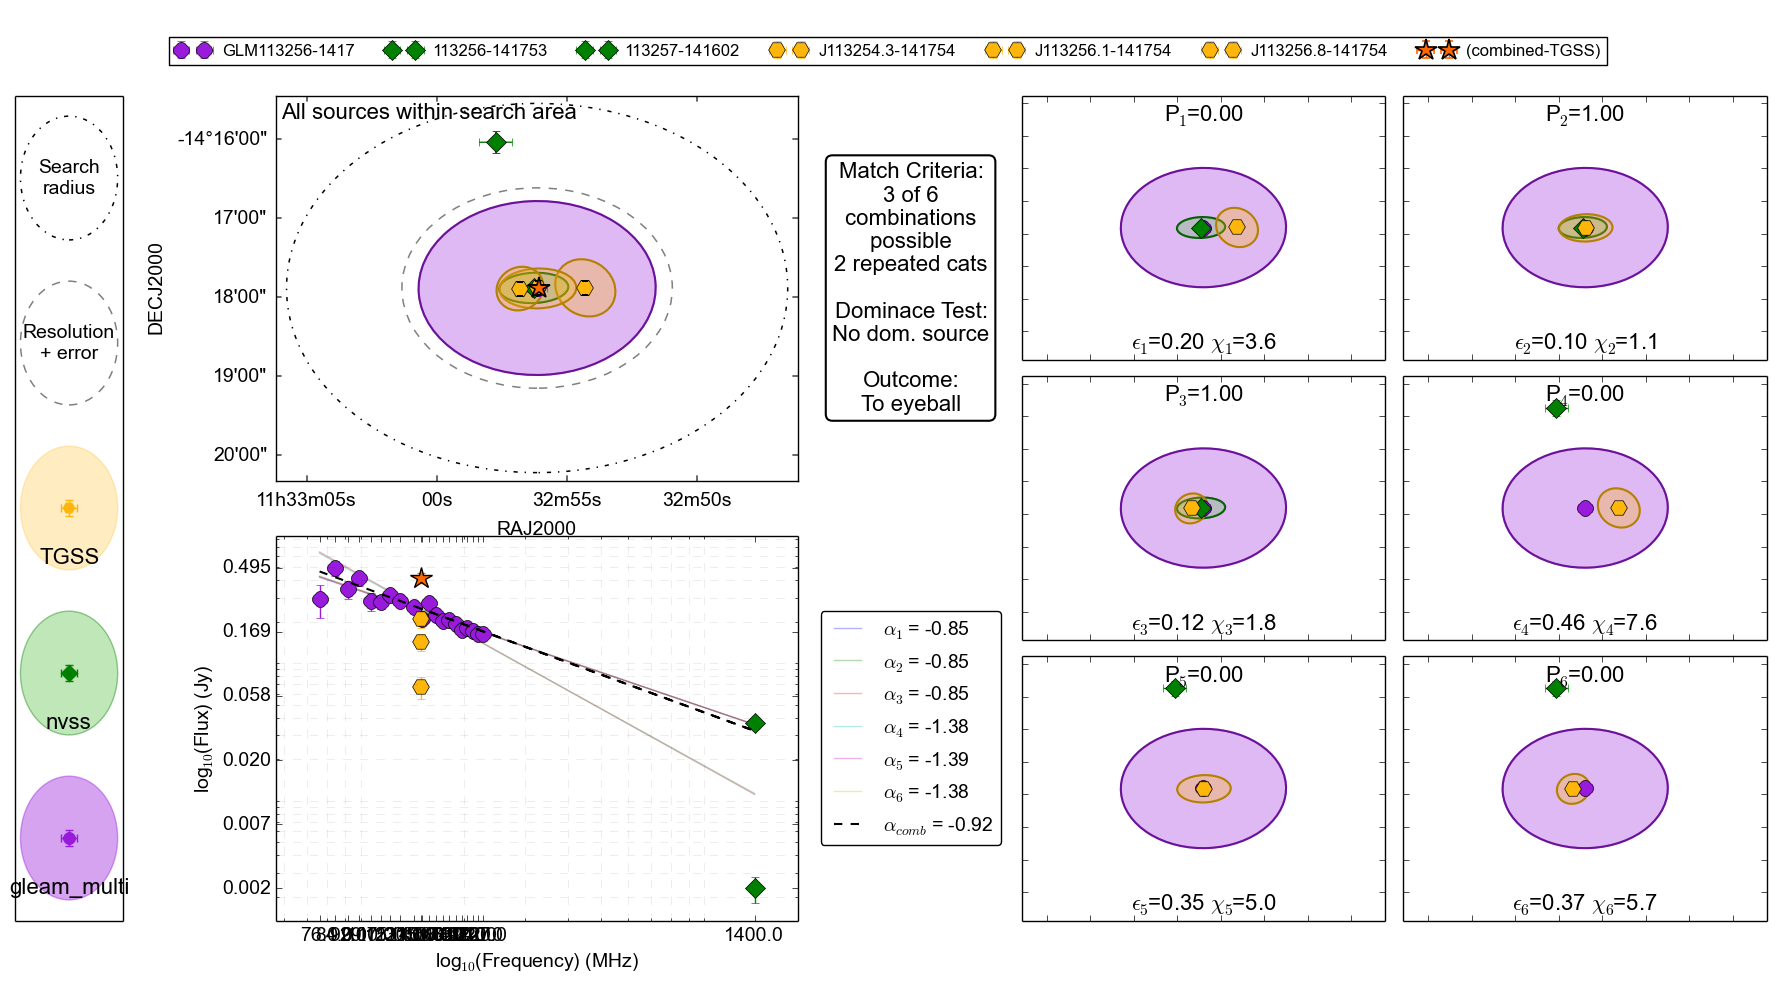 GLM113256-1417 113256-141753 113257-141602 J113254.3-141754 J113256.1-141754 J113256.8-141754 (combined-TGSS)
Search
radius
Resolution
+ error
TGSS
nvss
gleam_multi
All sources within search area
DECJ2000
-14°16'00"
17'00"
18'00"
19'00"
20'00"
11h33m05s 00s 32m55s 32m50s
RAJ2000
Match Criteria:
3 of 6
combinations
possible
2 repeated cats
Dominace Test:
No dom. source
Outcome:
To eyeball
log10(Flux) (Jy)
0.495
0.169
0.058
0.020
0.007
0.002
1400.0
log10(Frequency) (MHz)
α1 = -0.85
α2 = -0.85
α3 = -0.85
α4 = -1.38
α5 = -1.39
α6 = -1.38
αcomb = -0.92
P1=0.00
ϵ1=0.20 χ1=3.6
P2=1.00
ϵ2=0.10 χ2=1.1
P3=1.00
ϵ3=0.12 χ3=1.8
P4=0.00
ϵ4=0.46 χ4=7.6
P5=0.00
ϵ5=0.35 χ5=5.0
P6=0.00
ϵ6=0.37 χ6=5.7